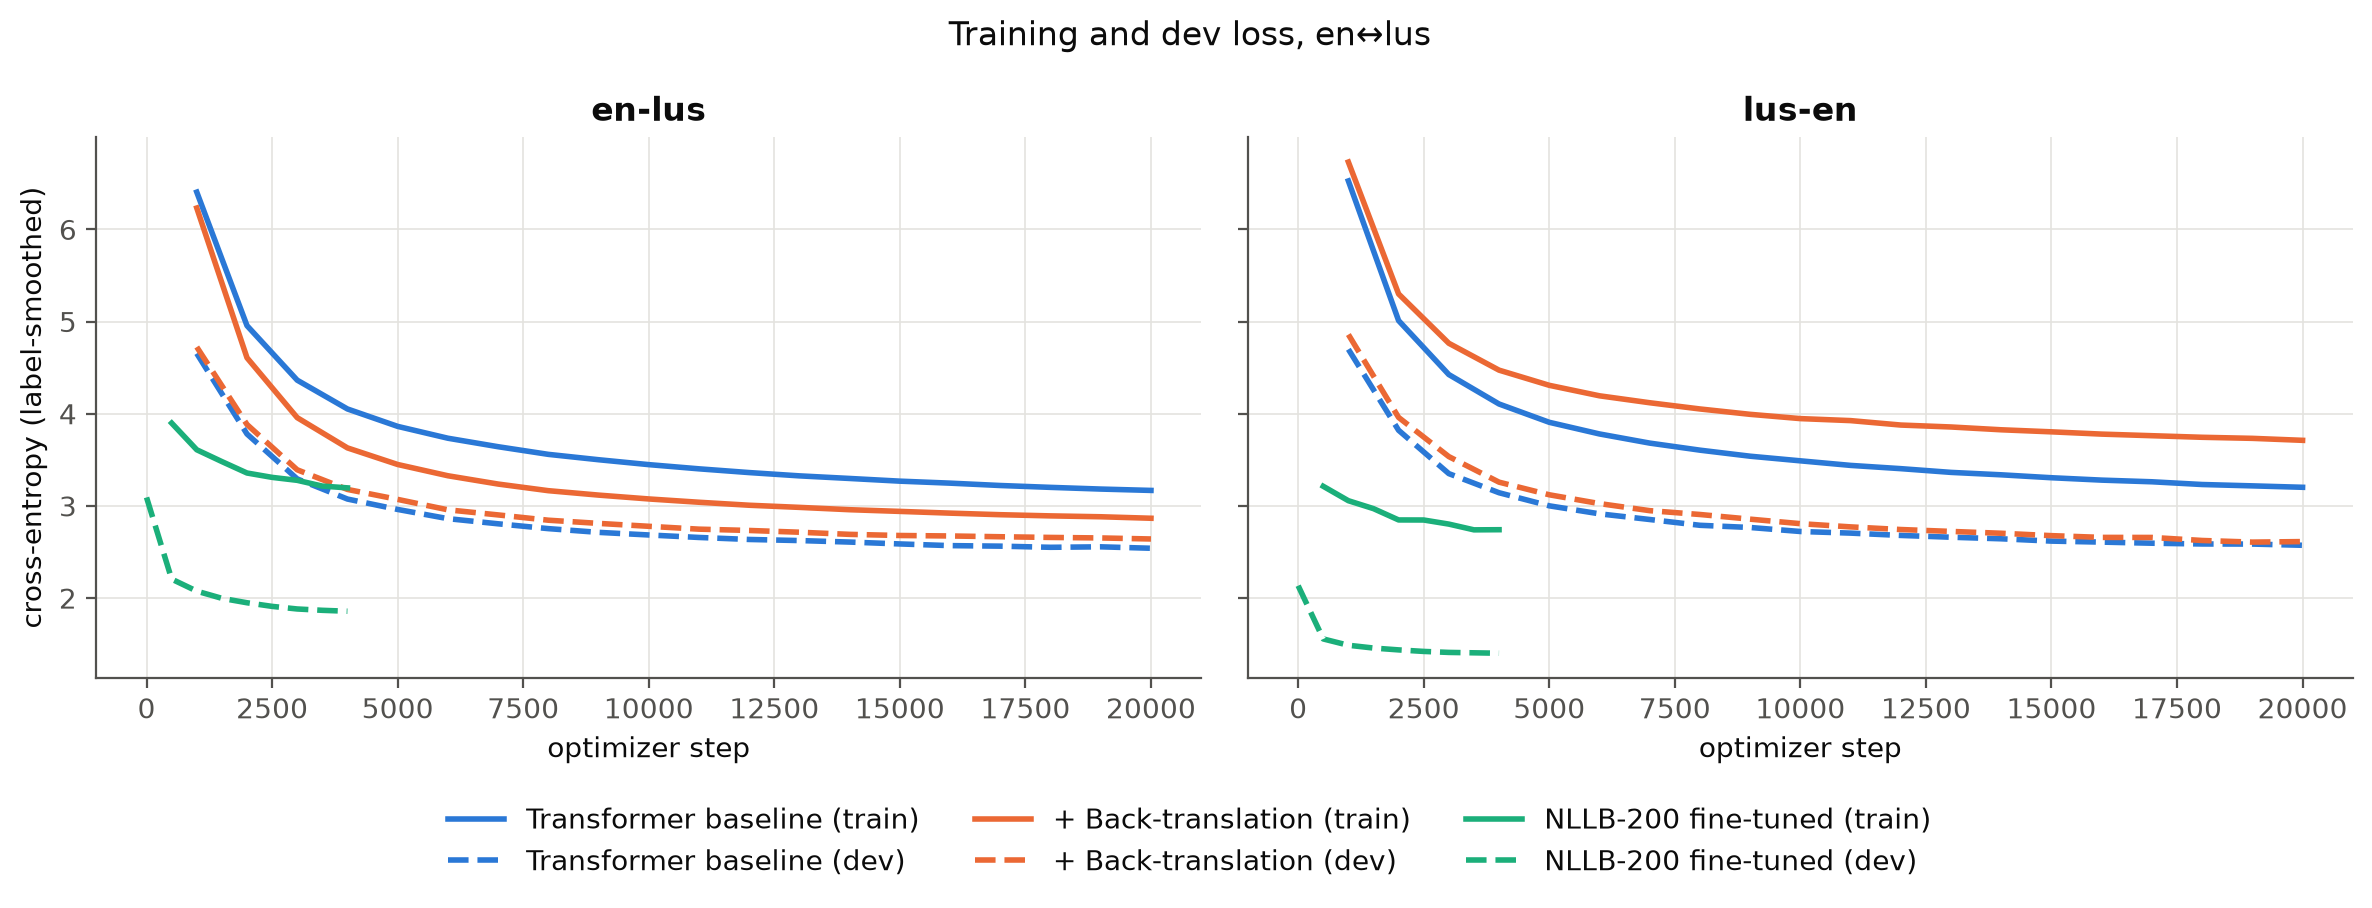 Training and dev loss, en↔lus
en-lus
lus-en
cross-entropy (label-smoothed)
6
5
4
3
2
0 2500 5000 7500 10000 12500 15000 17500 20000
0 2500 5000 7500 10000 12500 15000 17500 20000
optimizer step
optimizer step
Transformer baseline (train)
Transformer baseline (dev)
+ Back-translation (train)
+ Back-translation (dev)
NLLB-200 fine-tuned (train)
NLLB-200 fine-tuned (dev)